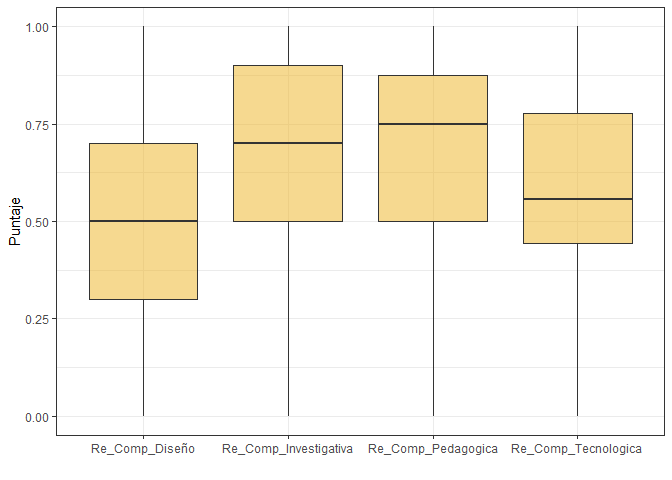 1.00
0.75
0.50
0.25
0.00
Puntaje
Re_Comp_Diseño
Re_Comp_Investigativa
Re_Comp_Pedagogica
Re_Comp_Tecnologica